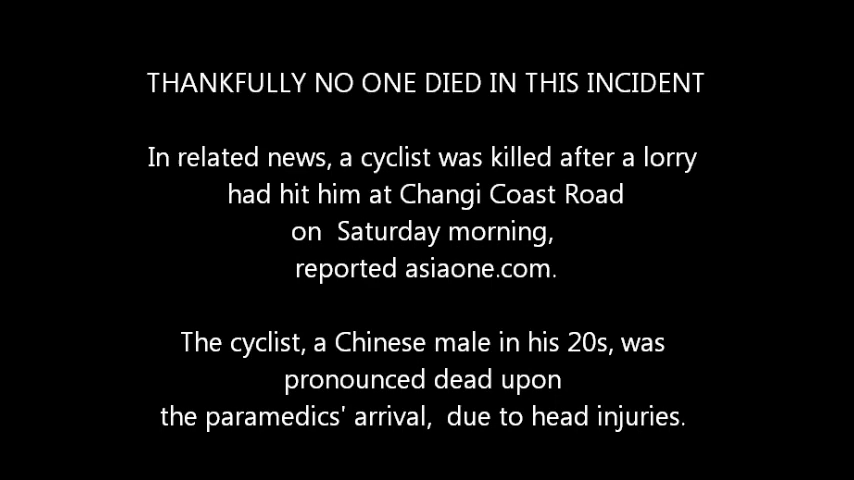 THANKFULLY NO ONE DIED IN THIS INCIDENT
In related news, a cyclist was killed after a lorry
had hit him at Changi Coast Road
on  Saturday morning,
reported asiaone.com.
The cyclist, a Chinese male in his 20s, was
pronounced dead upon
the paramedics' arrival,  due to head injuries.